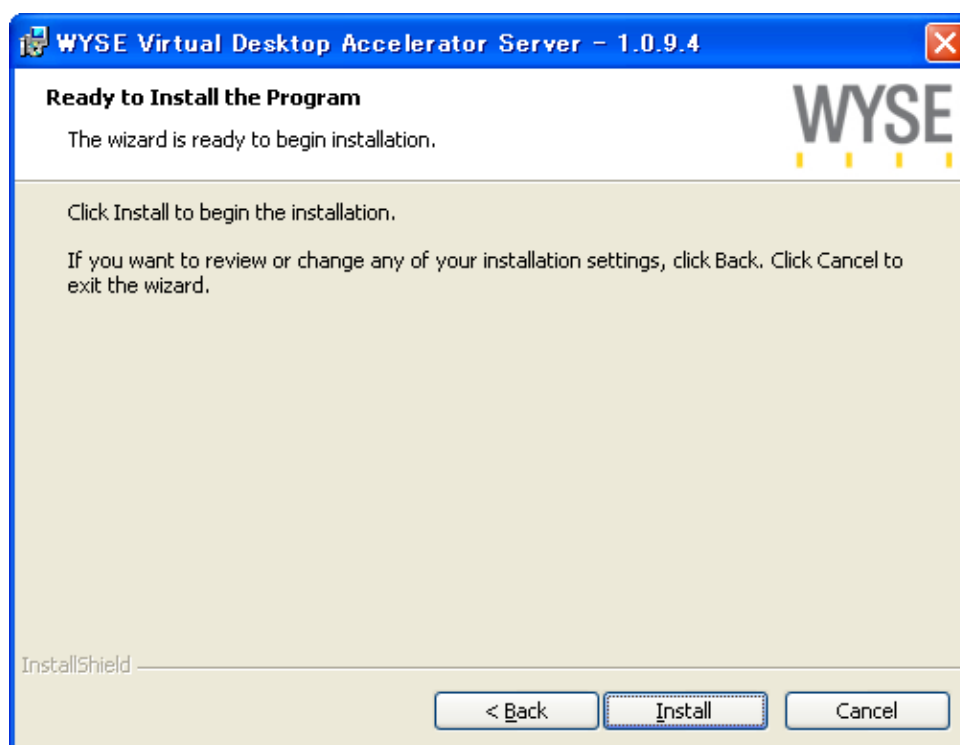 WYSE Virtual Desktop Accelerator Server - 1.0.9.4
Ready to Install the Program
The wizard is ready to begin installation.
WYSE
Click Install to begin the installation.
If you want to review or change any of your installation settings, click Back. Click Cancel to
exit the wizard.
InstallShield
< Back
Install
Cancel